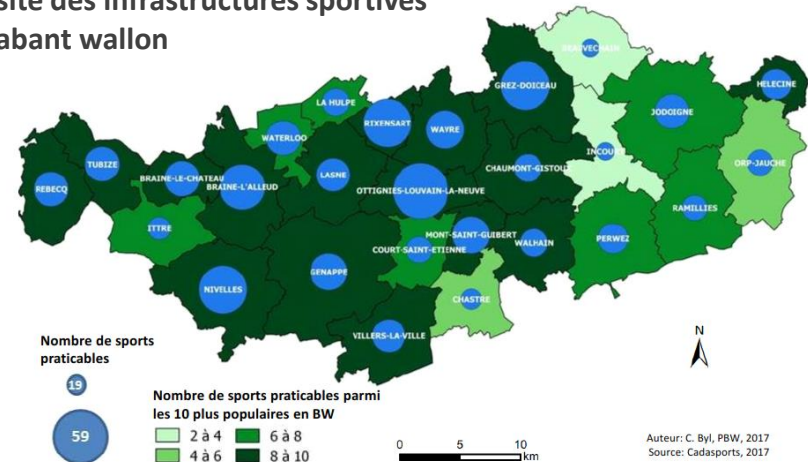 sité des infrastructures sportives
abant wallon
BEAUVECHAIN
GREZ-DOICEAU
HELECINE
LA HULPE
JODOIGNE
RIXENSART
WAVRE
WATERLOO
INCOURT
ORP-JAUCHE
TUBIZE
BRAINE-LE-CHATEAU
LASNE
CHAUMONT-GISTOUX
REBECQ
BRAINE-L'ALLEUD
OTTIGNIES-LOUVAIN-LA-NEUVE
RAMILLIES
ITTRE
MONT-SAINT-GUIBERT
WALHAIN
PERWEZ
COURT-SAINT-ETIENNE
GENAPPE
NIVELLES
CHASTRE
VILLERS-LA-VILLE
N
Nombre de sports
praticables
19
59
Nombre de sports praticables parmi
les 10 plus populaires en BW
2 à 4
6 à 8
4 à 6
8 à 10
0 5 10
km
Auteur: C. Byl, PBW, 2017
Source: Cadasports, 2017